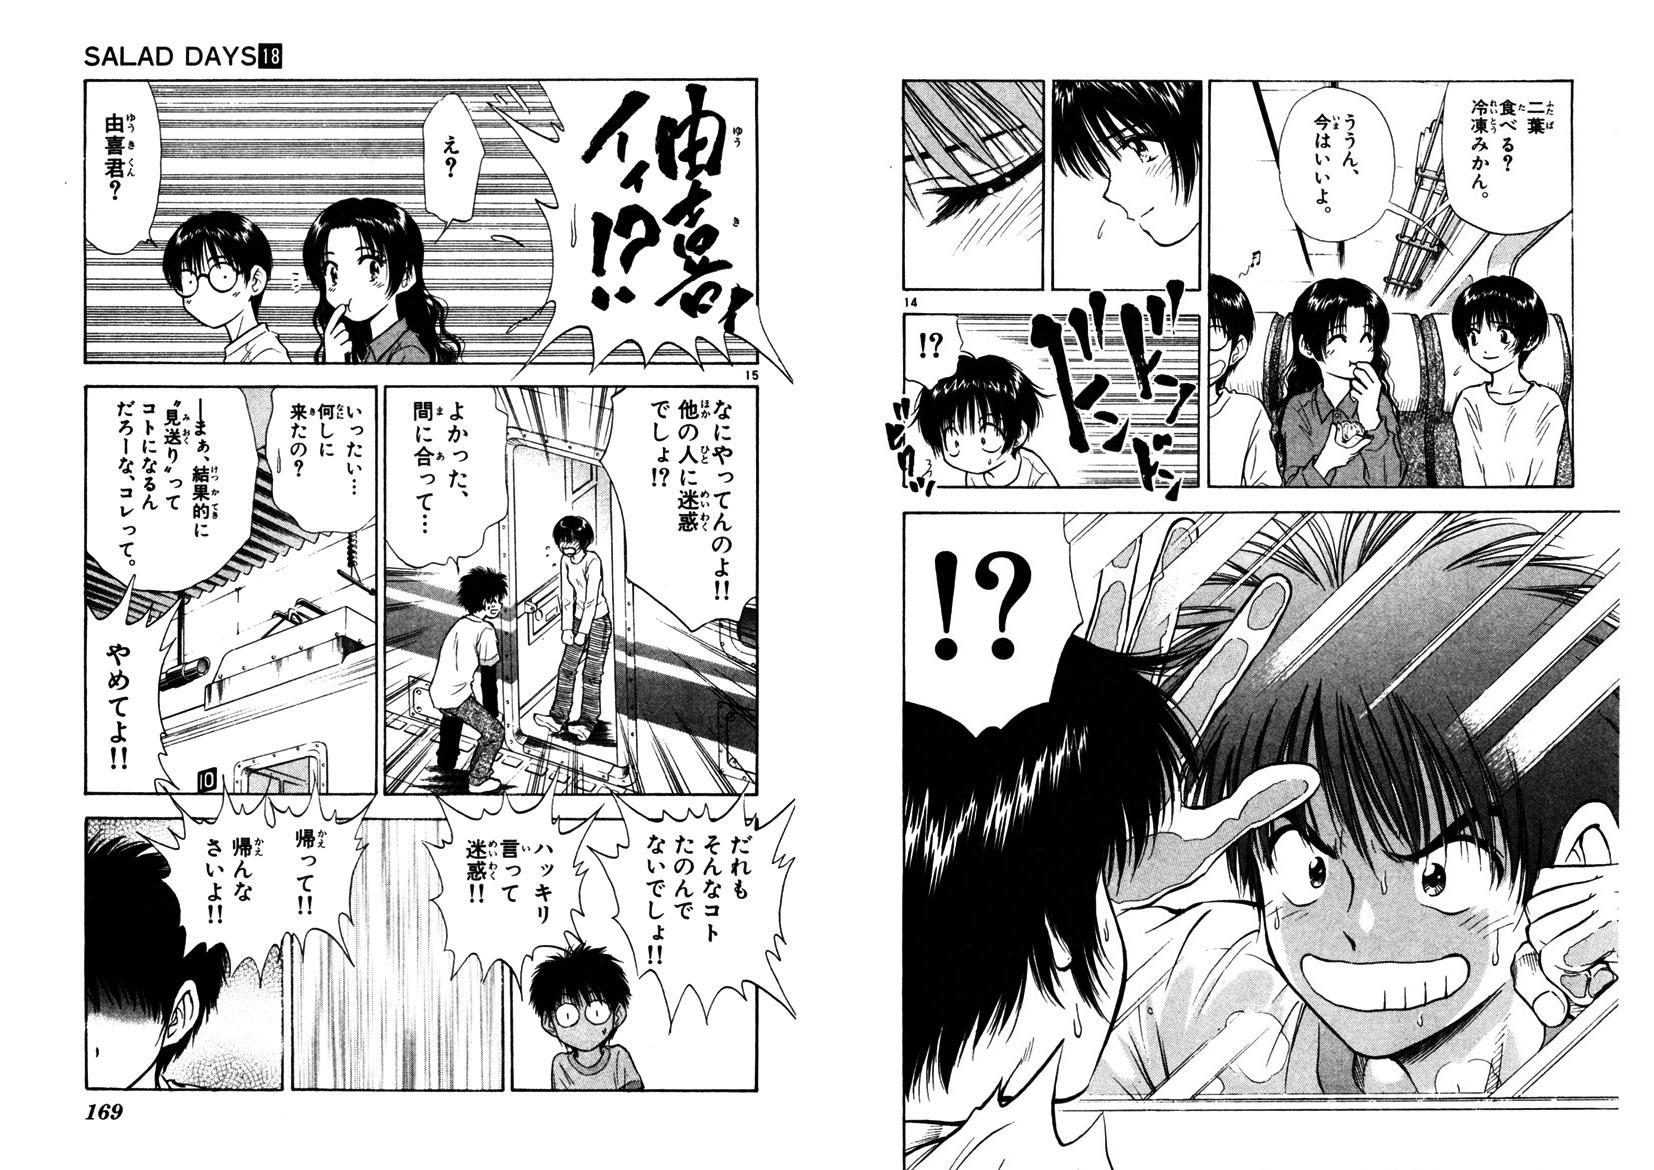 二葉
食べる?
冷凍みかん。
ううん、
今はいいよ。
♪
14
ドンドン
ドンドン
!?
!?
!?
SALAD DAYS 18
由喜イ
イィ!?
え?
由喜君?
15
なにやってんのよ!!
他の人に迷惑
でしょ!?
よかった、
間に合って…
いったい…
何しに
来たの?
―まぁ、結果的に
“見送り”って
コトになるん
だろーな、コレって。
やめてよ!!
10
だれも
そんなコト
たのんで
ないでしょ!!
ハッキリ
言って
迷惑!!
帰って!!
帰んな
さいよ!!
169